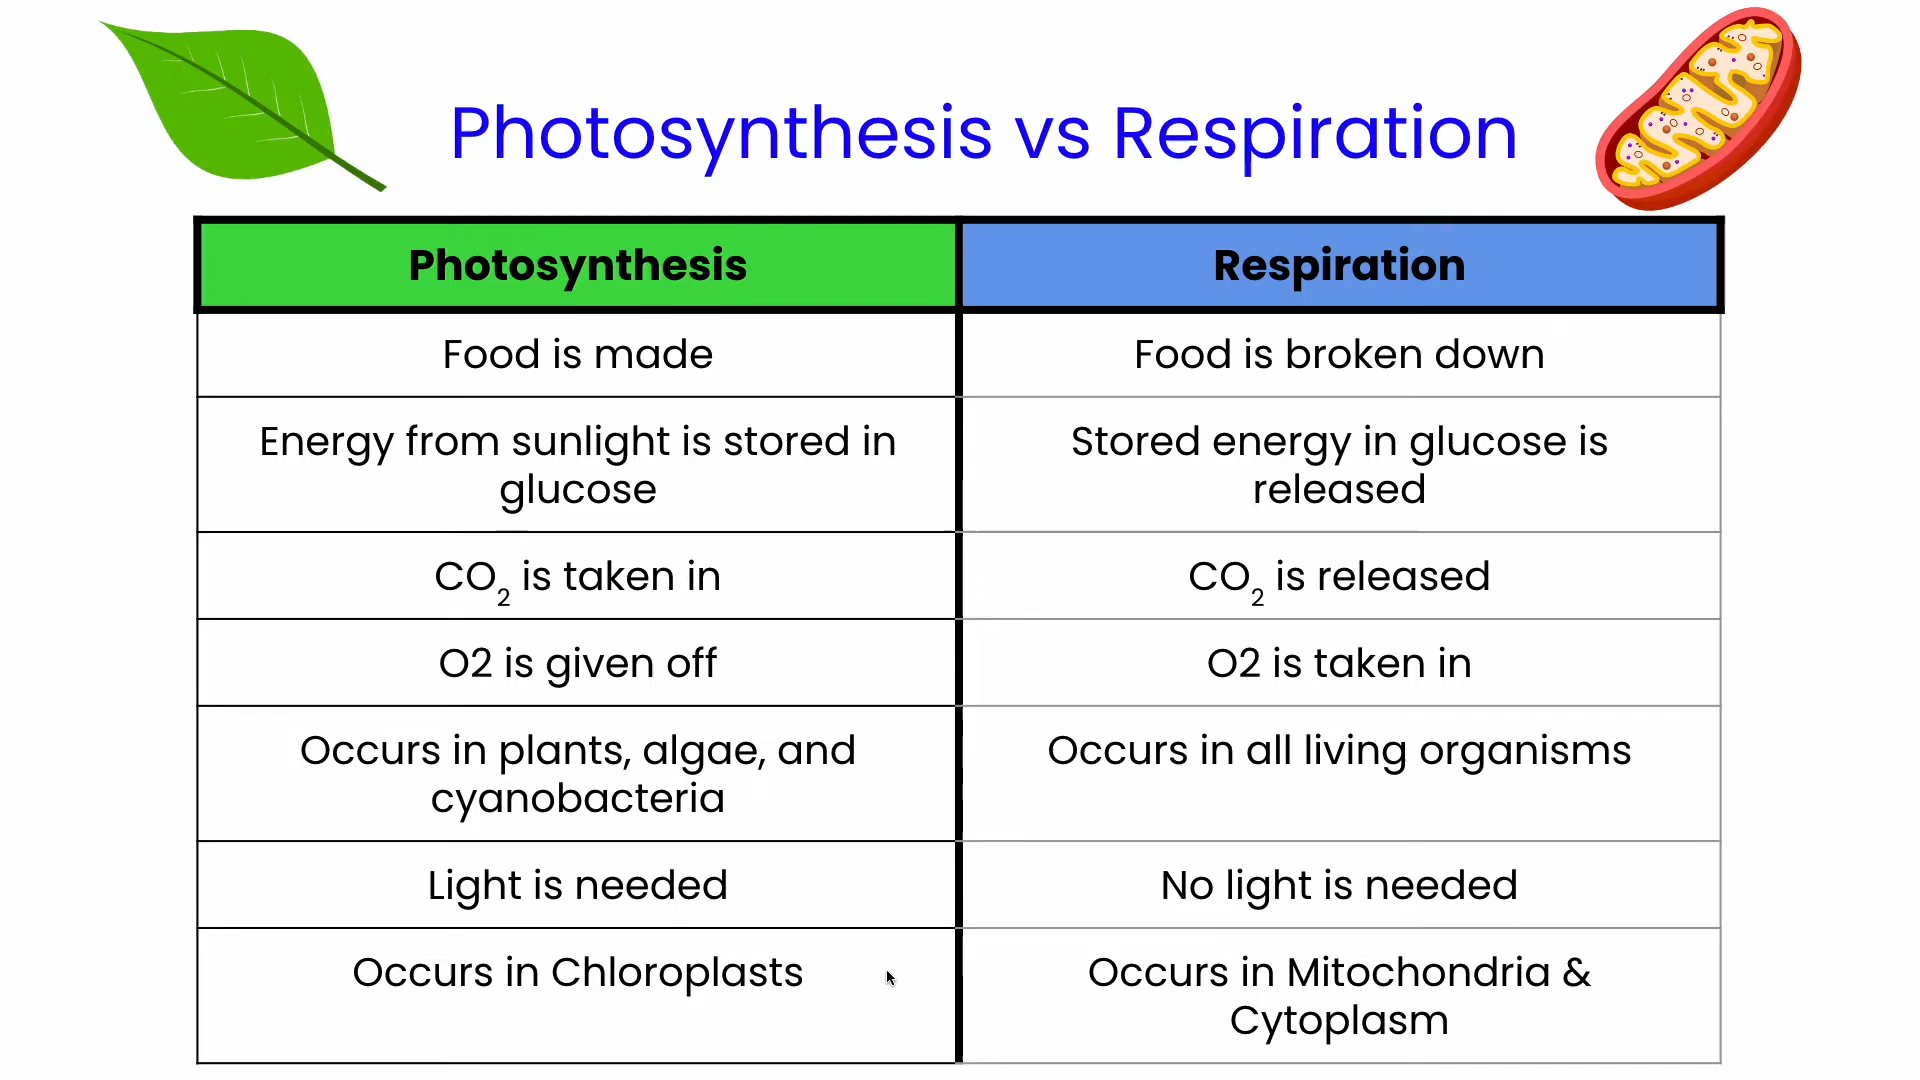 Photosynthesis vs Respiration
Photosynthesis
Respiration
Food is made
Food is broken down
Energy from sunlight is stored in
glucose
Stored energy in glucose is
released
CO₂ is taken in
CO₂ is released
O2 is given off
O2 is taken in
Occurs in plants, algae, and
cyanobacteria
Occurs in all living organisms
Light is needed
No light is needed
Occurs in Chloroplasts
Occurs in Mitochondria &
Cytoplasm